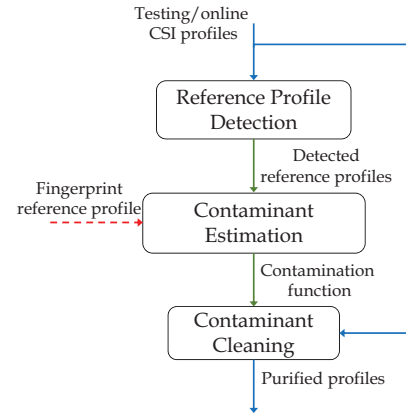 Testing/online
CSI profiles
Reference Profile
Detection
Detected
reference profiles
Fingerprint
reference profile
Contaminant
Estimation
Contamination
function
Contaminant
Cleaning
Purified profiles